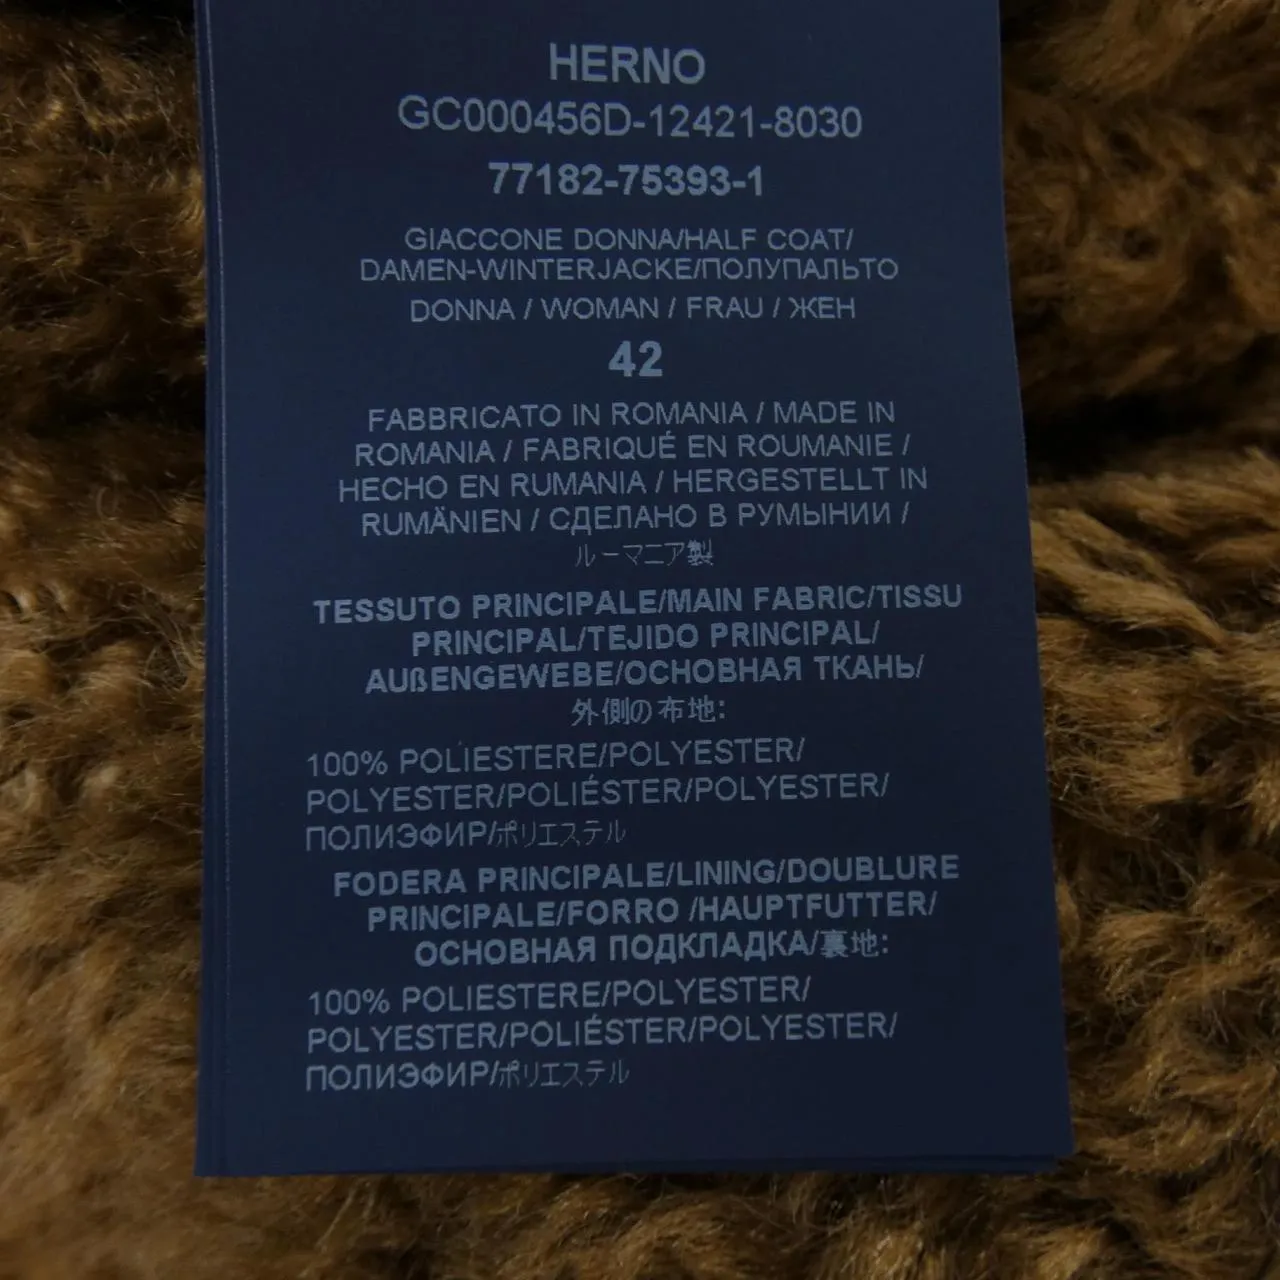 HERNO
GC000456D-12421-8030
77182-75393-1
GIACCONE DONNA/HALF COAT/
DAMEN-WINTERJACKE/ПОЛУПАЛЬТО
DONNA / WOMAN / FRAU / ЖЕН
42
FABBRICATO IN ROMANIA / MADE IN
ROMANIA / FABRIQUÉ EN ROUMANIE /
HECHO EN RUMANIA / HERGESTELLT IN
RUMÄNIEN / СДЕЛАНО В РУМЫНИИ /
ルーマニア製
TESSUTO PRINCIPALE/MAIN FABRIC/TISSU
PRINCIPAL/TEJIDO PRINCIPAL/
AUßENGEWEBE/ОСНОВНАЯ ТКАНЬ/
外側の布地:
100% POLIESTERE/POLYESTER/
POLYESTER/POLIÉSTER/POLYESTER/
ПОЛИЭФИР/ポリエステル
FODERA PRINCIPALE/LINING/DOUBLURE
PRINCIPALE/FORRO /HAUPTFUTTER/
ОСНОВНАЯ ПОДКЛАДКА/裏地:
100% POLIESTERE/POLYESTER/
POLYESTER/POLIÉSTER/POLYESTER/
ПОЛИЭФИР/ポリエステル